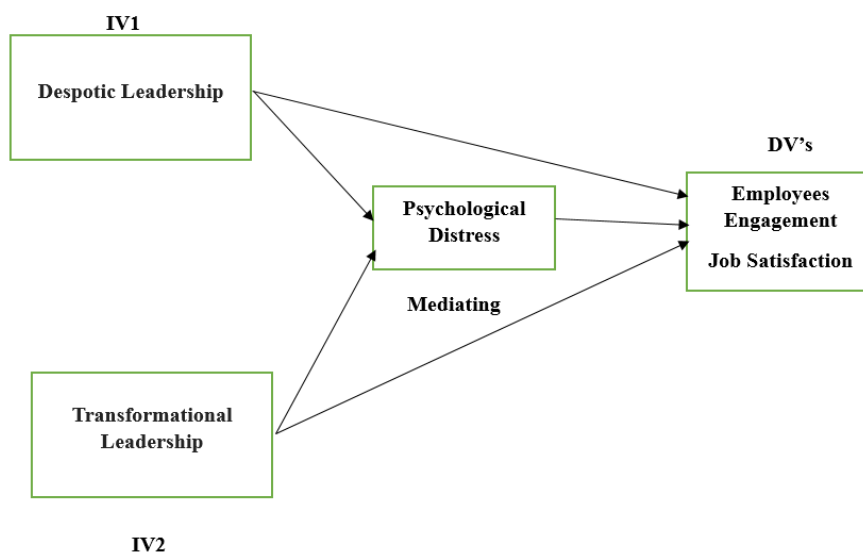 IV1
Despotic Leadership
DV's
Employees
Engagement
Job Satisfaction
Psychological
Distress
Mediating
Transformational
Leadership
IV2